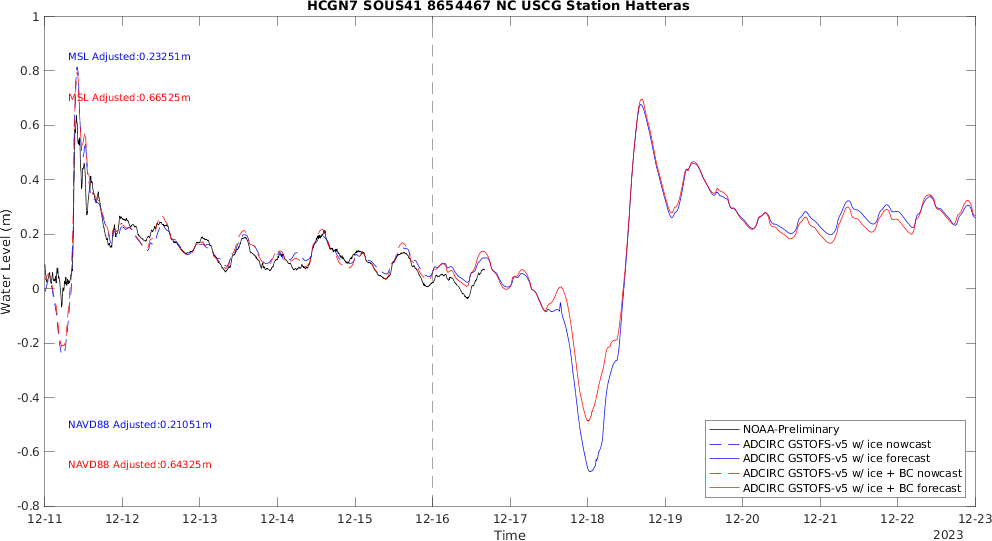 HCGN7 SOUS41 8654467 NC USCG Station Hatteras
1
0.8
0.6
0.4
0.2
0
-0.2
-0.4
-0.6
-0.8
Water Level (m)
MSL Adjusted:0.23251m
MSL Adjusted:0.66525m
NAVD88 Adjusted:0.21051m
NAVD88 Adjusted:0.64325m
NOAA-Preliminary
ADCIRC GSTOFS-v5 w/ ice nowcast
ADCIRC GSTOFS-v5 w/ ice forecast
ADCIRC GSTOFS-v5 w/ ice + BC nowcast
ADCIRC GSTOFS-v5 w/ ice + BC forecast
12-11 12-12 12-13 12-14 12-15 12-16 12-17 12-18 12-19 12-20 12-21 12-22 12-23
Time
2023